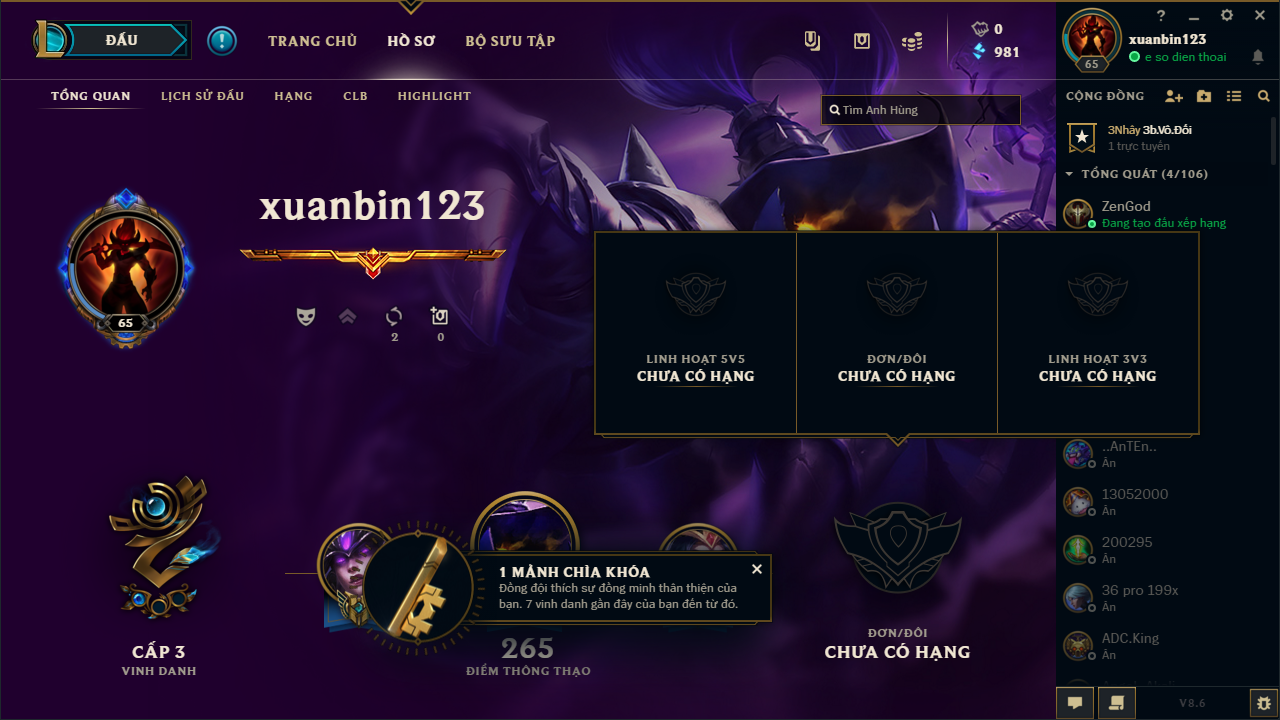 ĐẤU
TRANG CHỦ
HỒ SƠ
BỘ SƯU TẬP
0
981
65
xuanbin123
e so dien thoai
TỔNG QUAN
LỊCH SỬ ĐẤU
HẠNG
CLB
HIGHLIGHT
Tìm Anh Hùng
CỘNG ĐỒNG
3Nhây 3b.Vô.Đối
1 trực tuyến
TỔNG QUÁT (4/106)
ZenGod
Đang tạo đấu xếp hạng
xuanbin123
65
2
0
LINH HOẠT 5V5
CHƯA CÓ HẠNG
ĐƠN/ĐÔI
CHƯA CÓ HẠNG
LINH HOẠT 3V3
CHƯA CÓ HẠNG
..AnTEn..
Ẩn
13052000
Ẩn
200295
Ẩn
36 pro 199x
Ẩn
ADC.King
Ẩn
1 MẢNH CHÌA KHÓA
Đồng đội thích sự đồng minh thân thiện của
bạn. 7 vinh danh gần đây của bạn đến từ đó.
CẤP 3
VINH DANH
265
ĐIỂM THÔNG THẠO
ĐƠN/ĐÔI
CHƯA CÓ HẠNG
V8.6